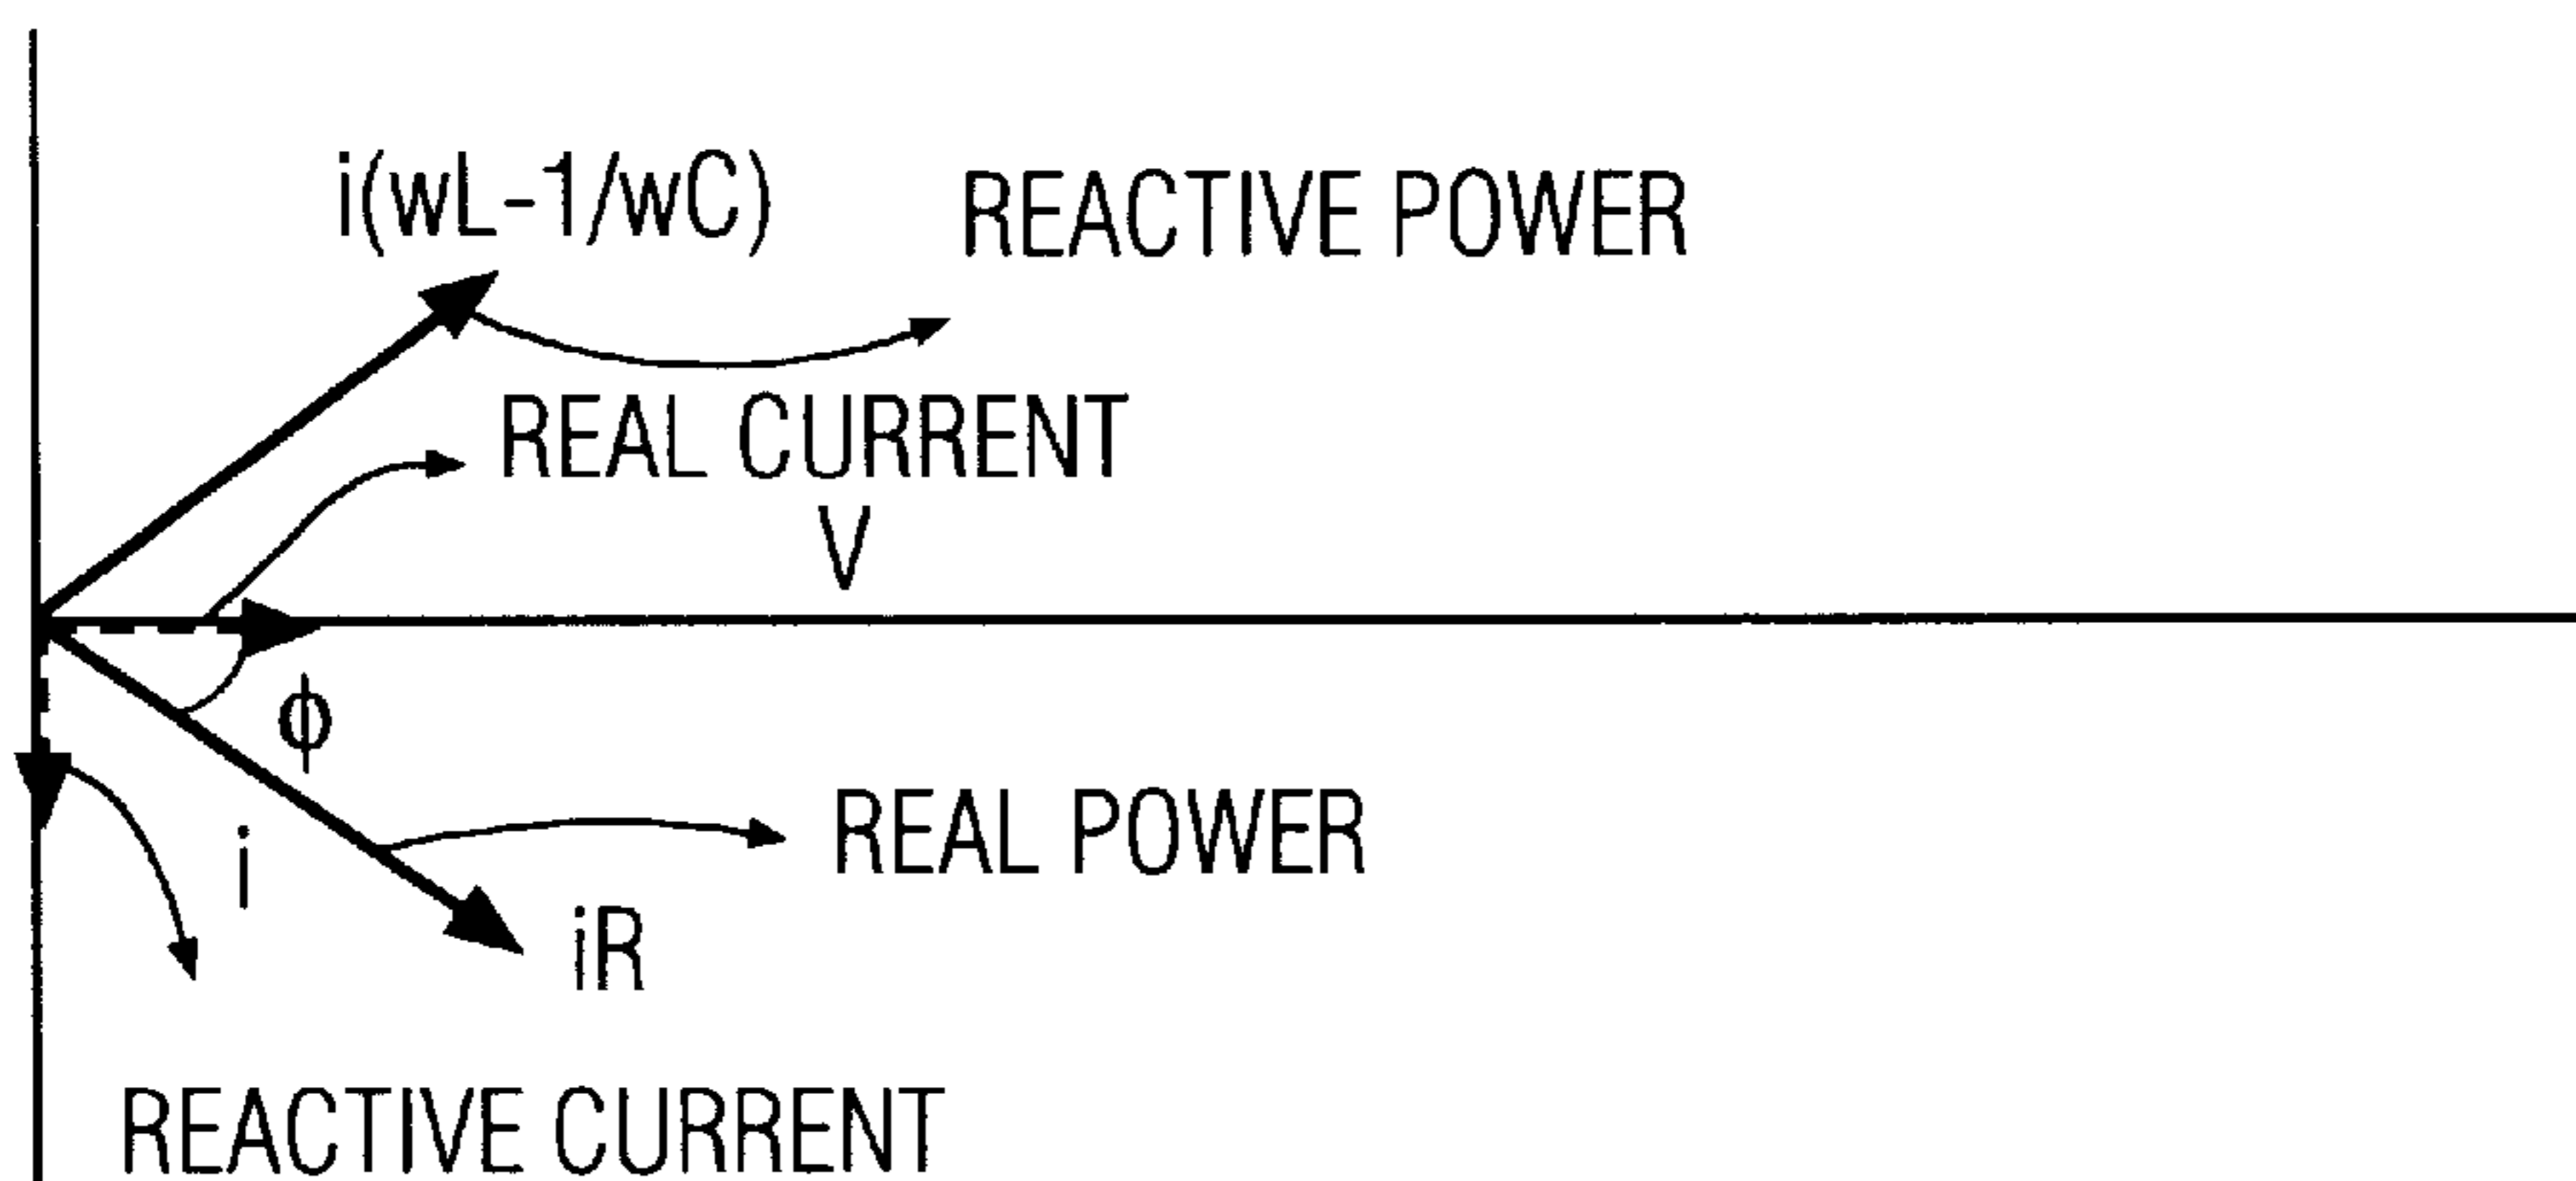 i(wL-1/wC)
REACTIVE POWER
REAL CURRENT
V
ϕ
i
REAL POWER
iR
REACTIVE CURRENT